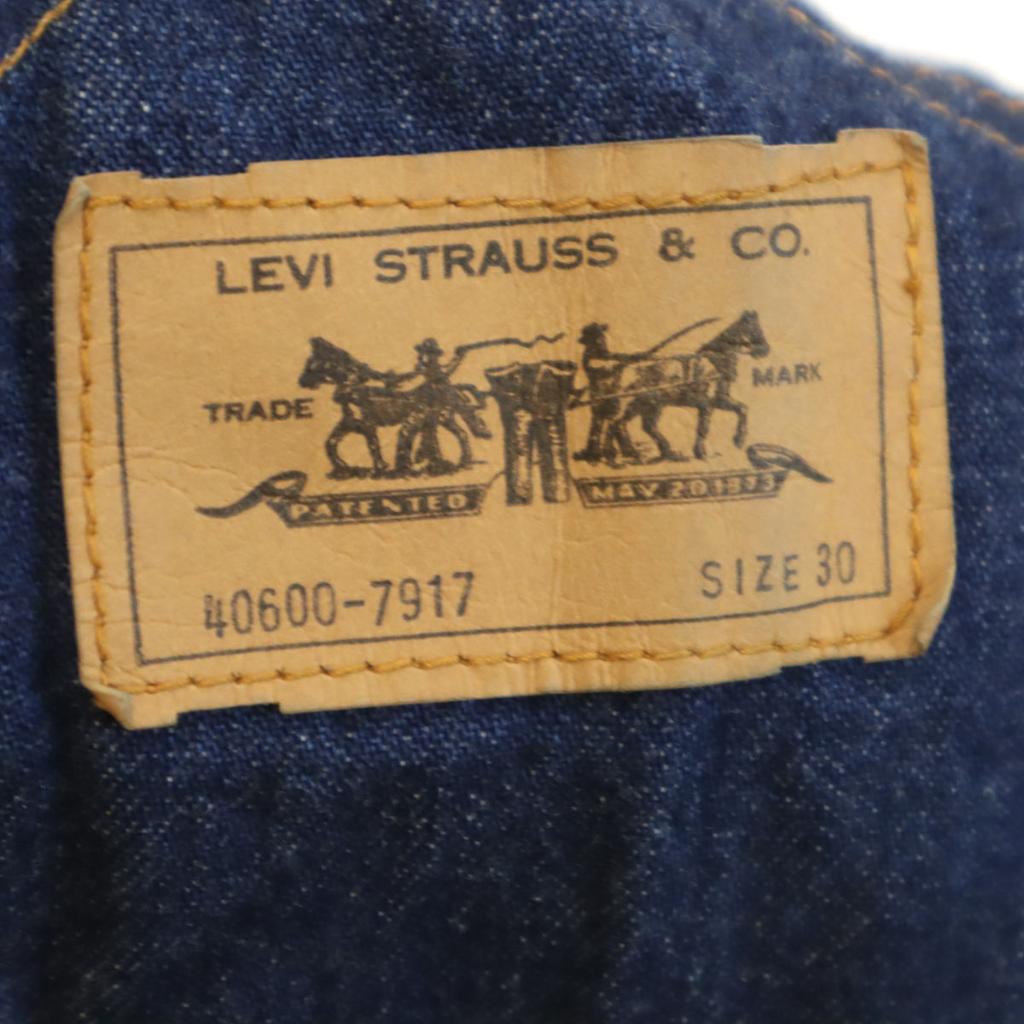 LEVI STRAUSS & CO.
TRADE MARK
PATENTED MAY 20 1873
40600-7917 SIZE 30